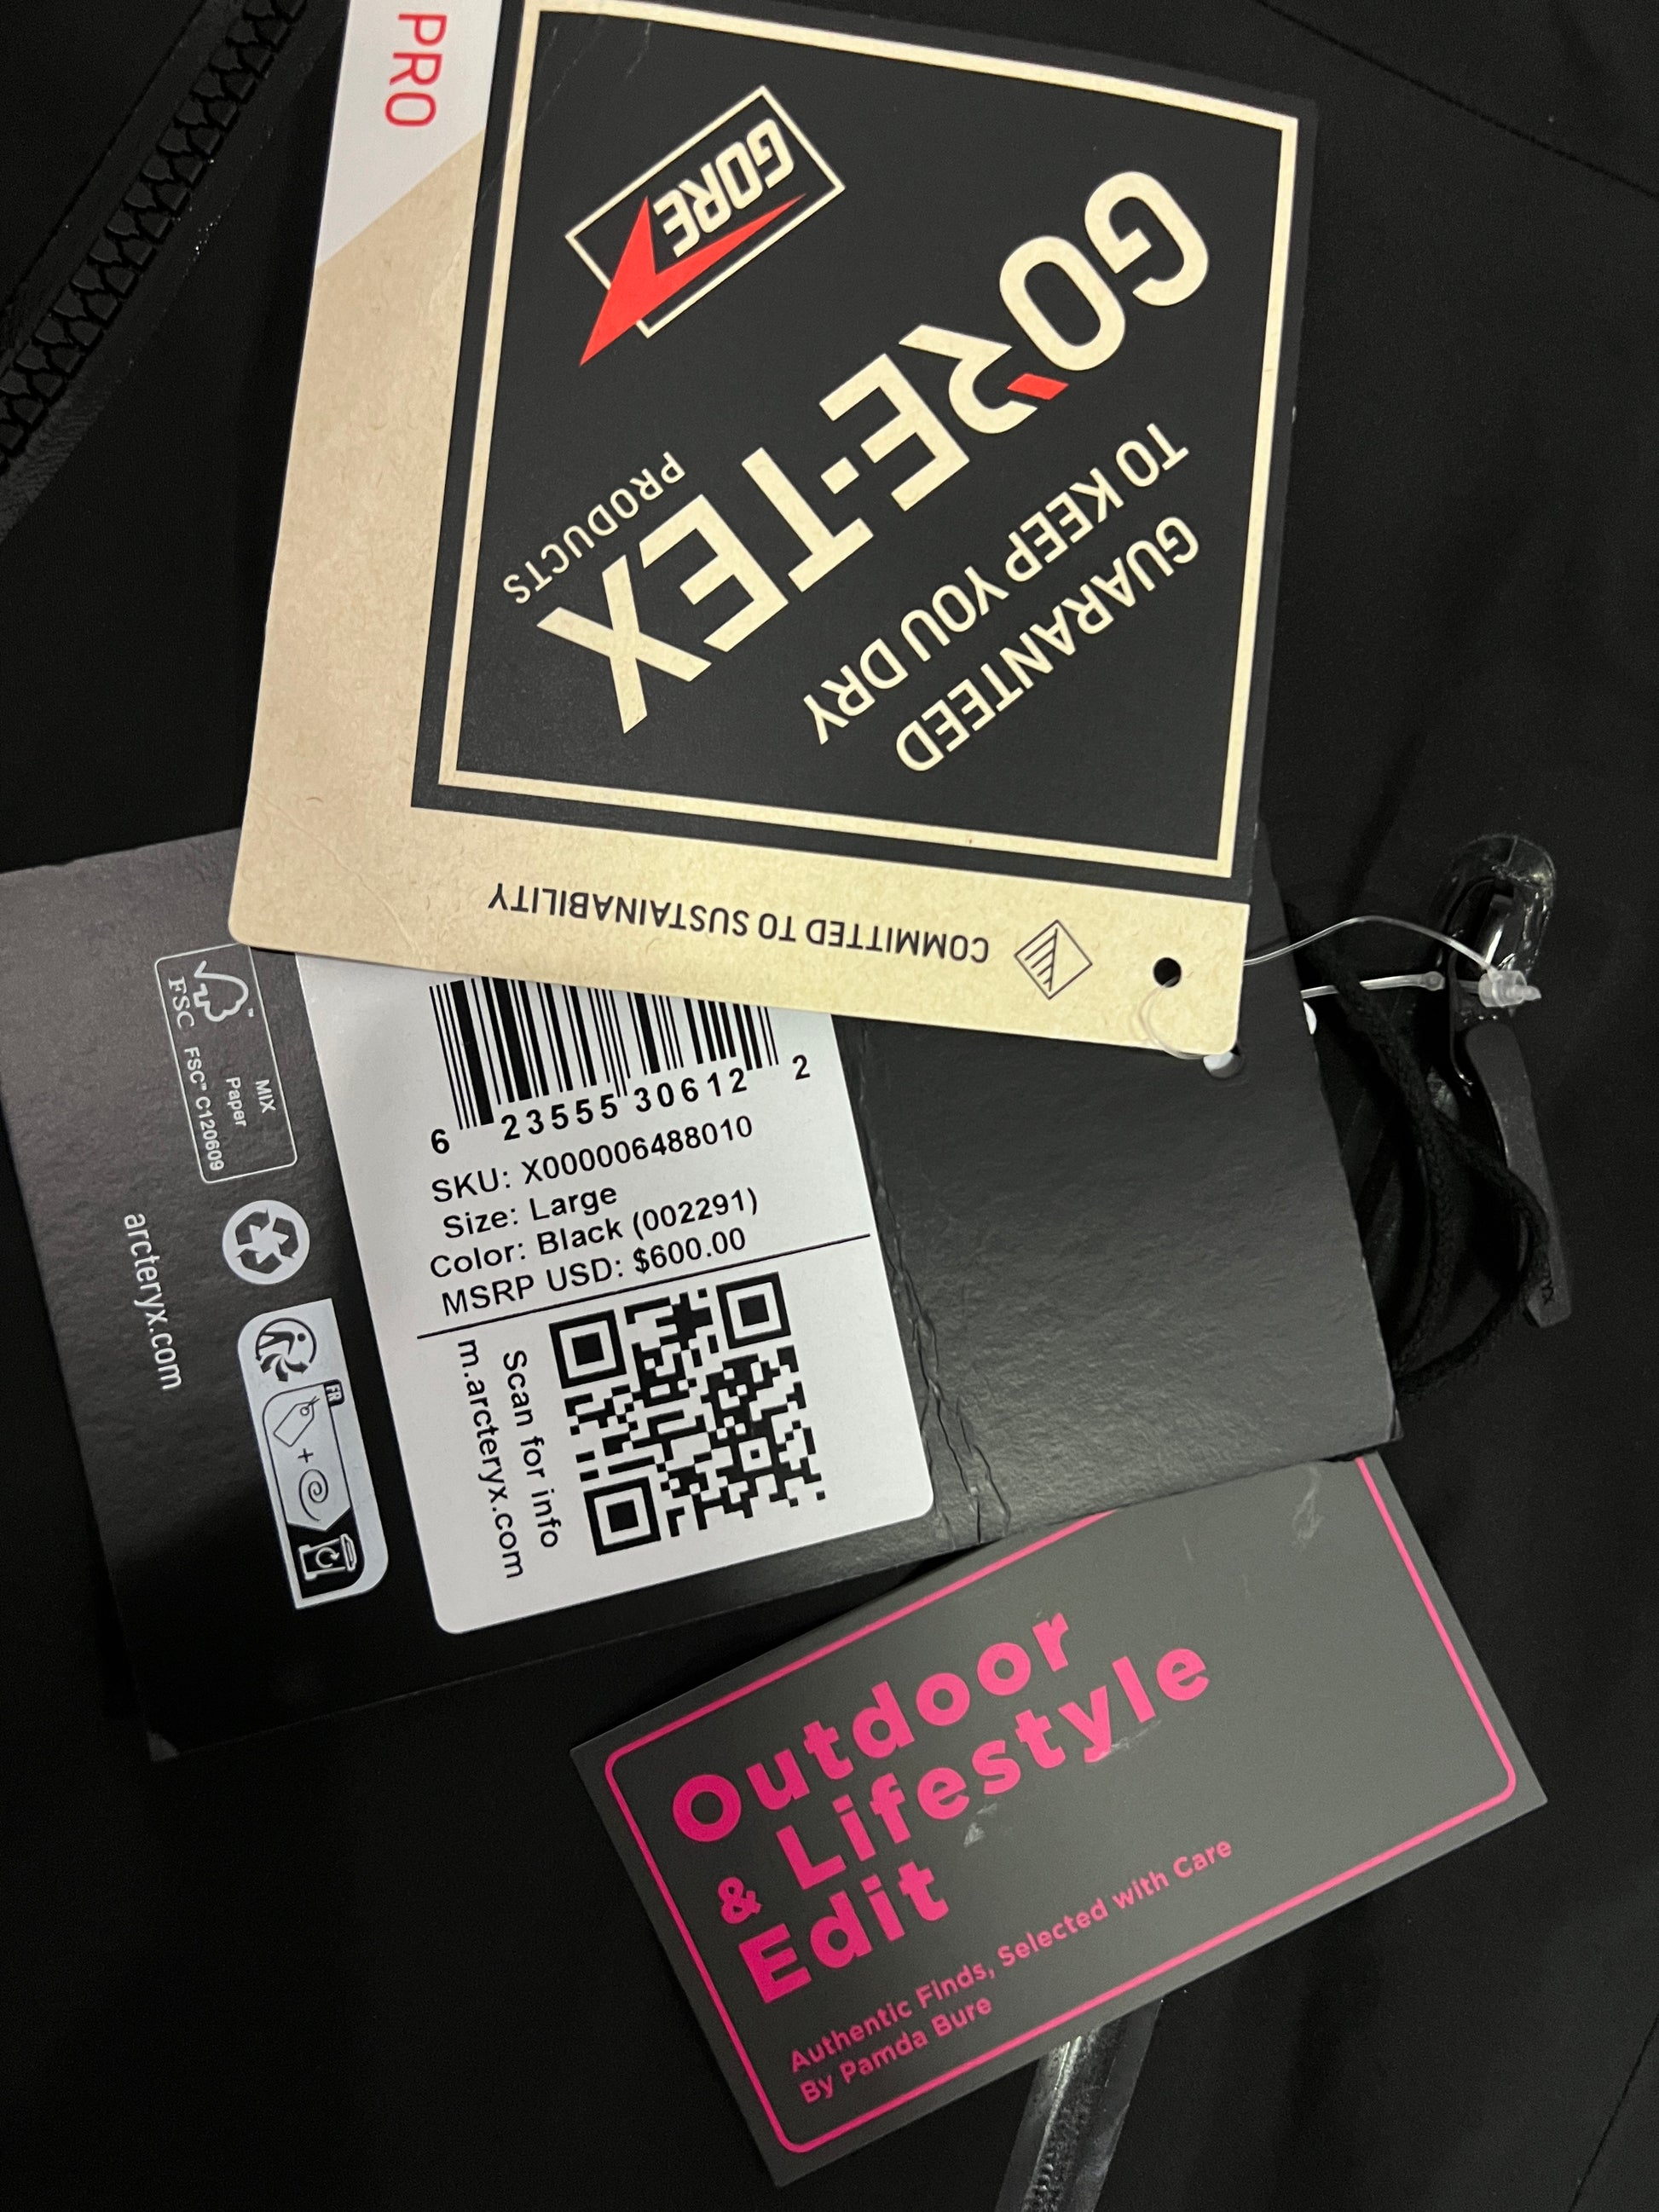 PRO
GORE
GORE-TEX
PRODUCTS
GUARANTEED
TO KEEP YOU DRY
COMMITTED TO SUSTAINABILITY
FSC
MIX
Paper
FSC™ C120609
arcteryx.com
FR
6 23555 30612 2
SKU: X000006488010
Size: Large
Color: Black (002291)
MSRP USD: $600.00
Scan for info
m.arcteryx.com
Outdoor
& Lifestyle
Edit
Authentic Finds, Selected with Care
By Pamda Bure